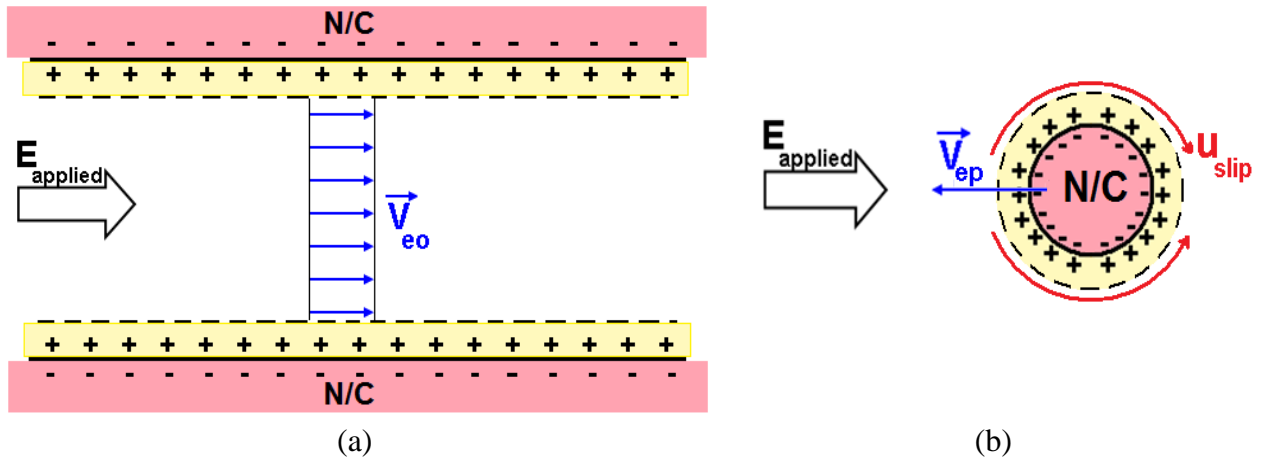 N/C
- - - - - - - - - - - - - - -
+ + + + + + + + + + + + + + +
E applied
V eo
+ + + + + + + + + + + + + + +
- - - - - - - - - - - - - - -
N/C
(a)
E applied
V ep
N/C
u slip
(b)